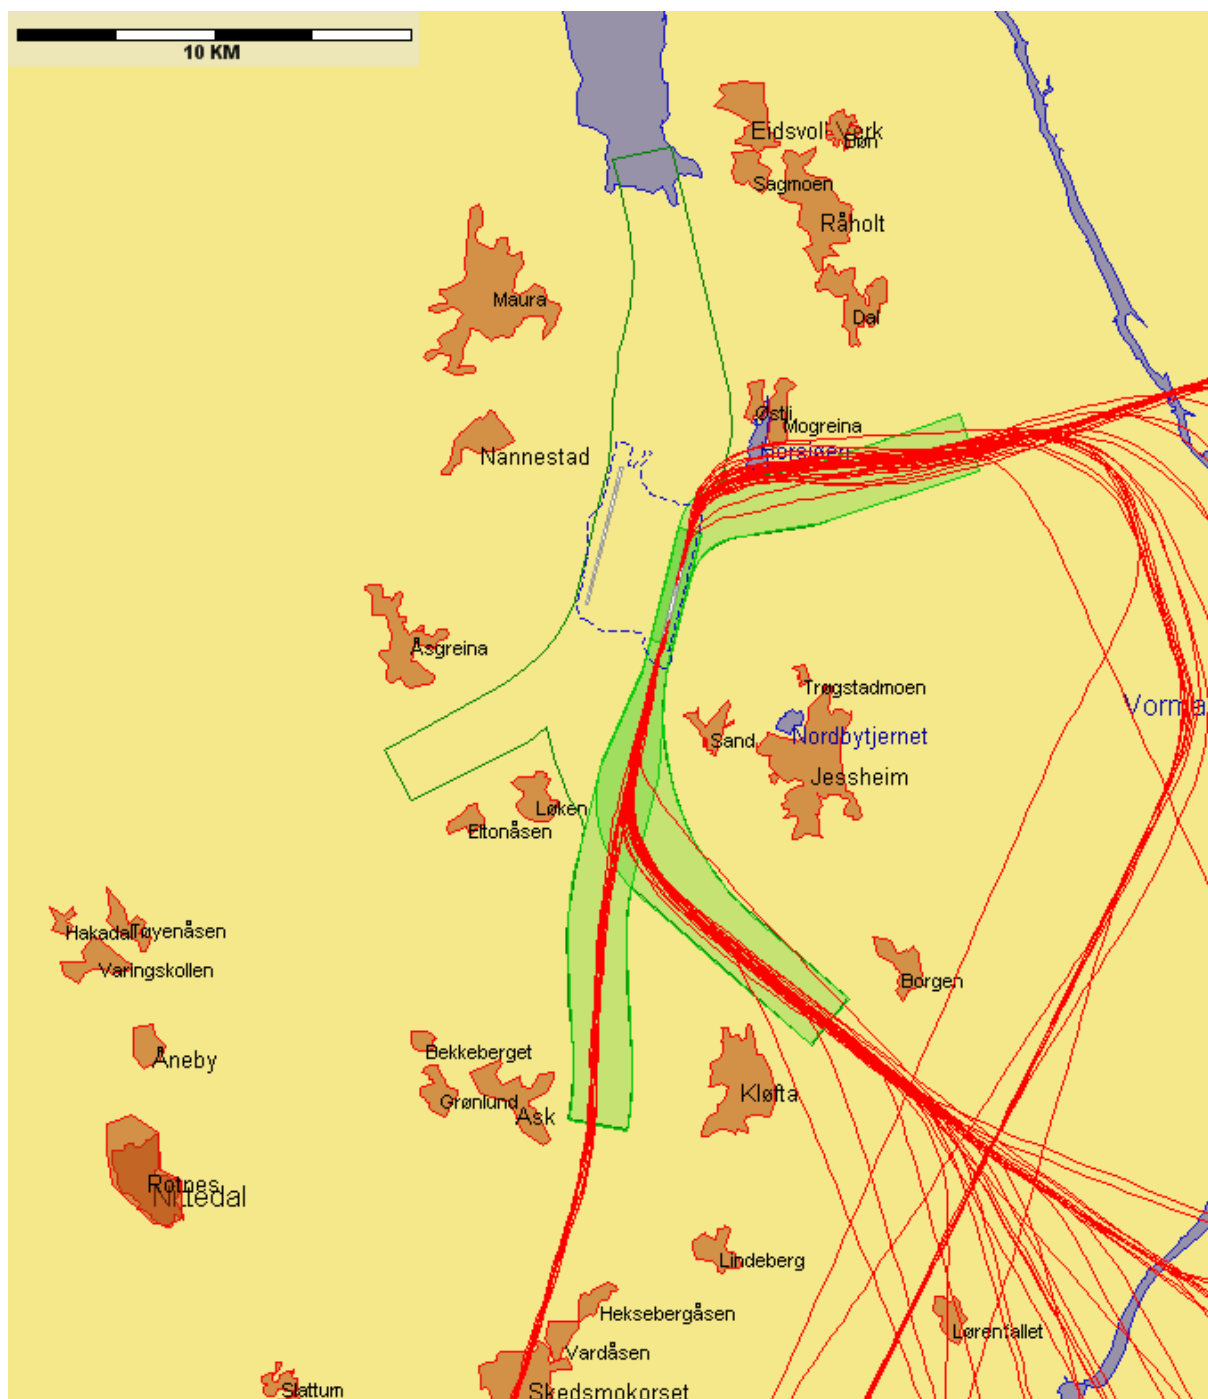 10 KM
Eidsvoll Verk
Bøn
Sagmoen
Råholt
Maura
Dal
Østli
Mogreina
Nannestad
Åsgreina
Trøgstadmoen
Vorma
Nordbytjernet
Sand
Jessheim
Løken
Eltonåsen
Hakadal
Tøyenåsen
Varingskollen
Borgen
Åneby
Bekkeberget
Grønlund
Ask
Kløfta
Rotnes
Nittedal
Lindeberg
Heksebergåsen
Lørenfallet
Vardåsen
Slattum
Skedsmokorset